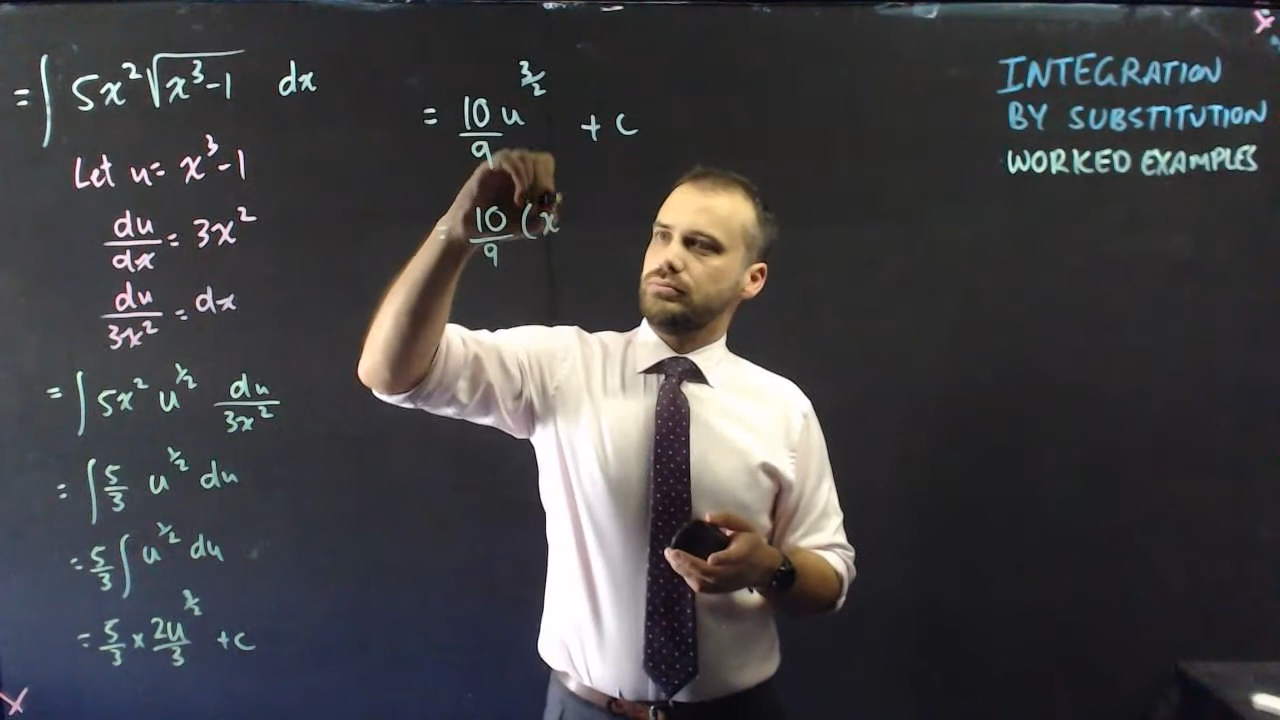 = ∫ 5x²√(x³-1) dx
Let u = x³-1
du/dx = 3x²
du/3x² = dx
= ∫ 5x² u^½ du/3x²
= ∫ 5/3 u^½ du
= 5/3 ∫ u^½ du
= 5/3 × 2u^(3/2)/3 + c
= 10/9 u^(3/2) + c
= 10/9 (x
INTEGRATION
BY SUBSTITUTION
WORKED EXAMPLES